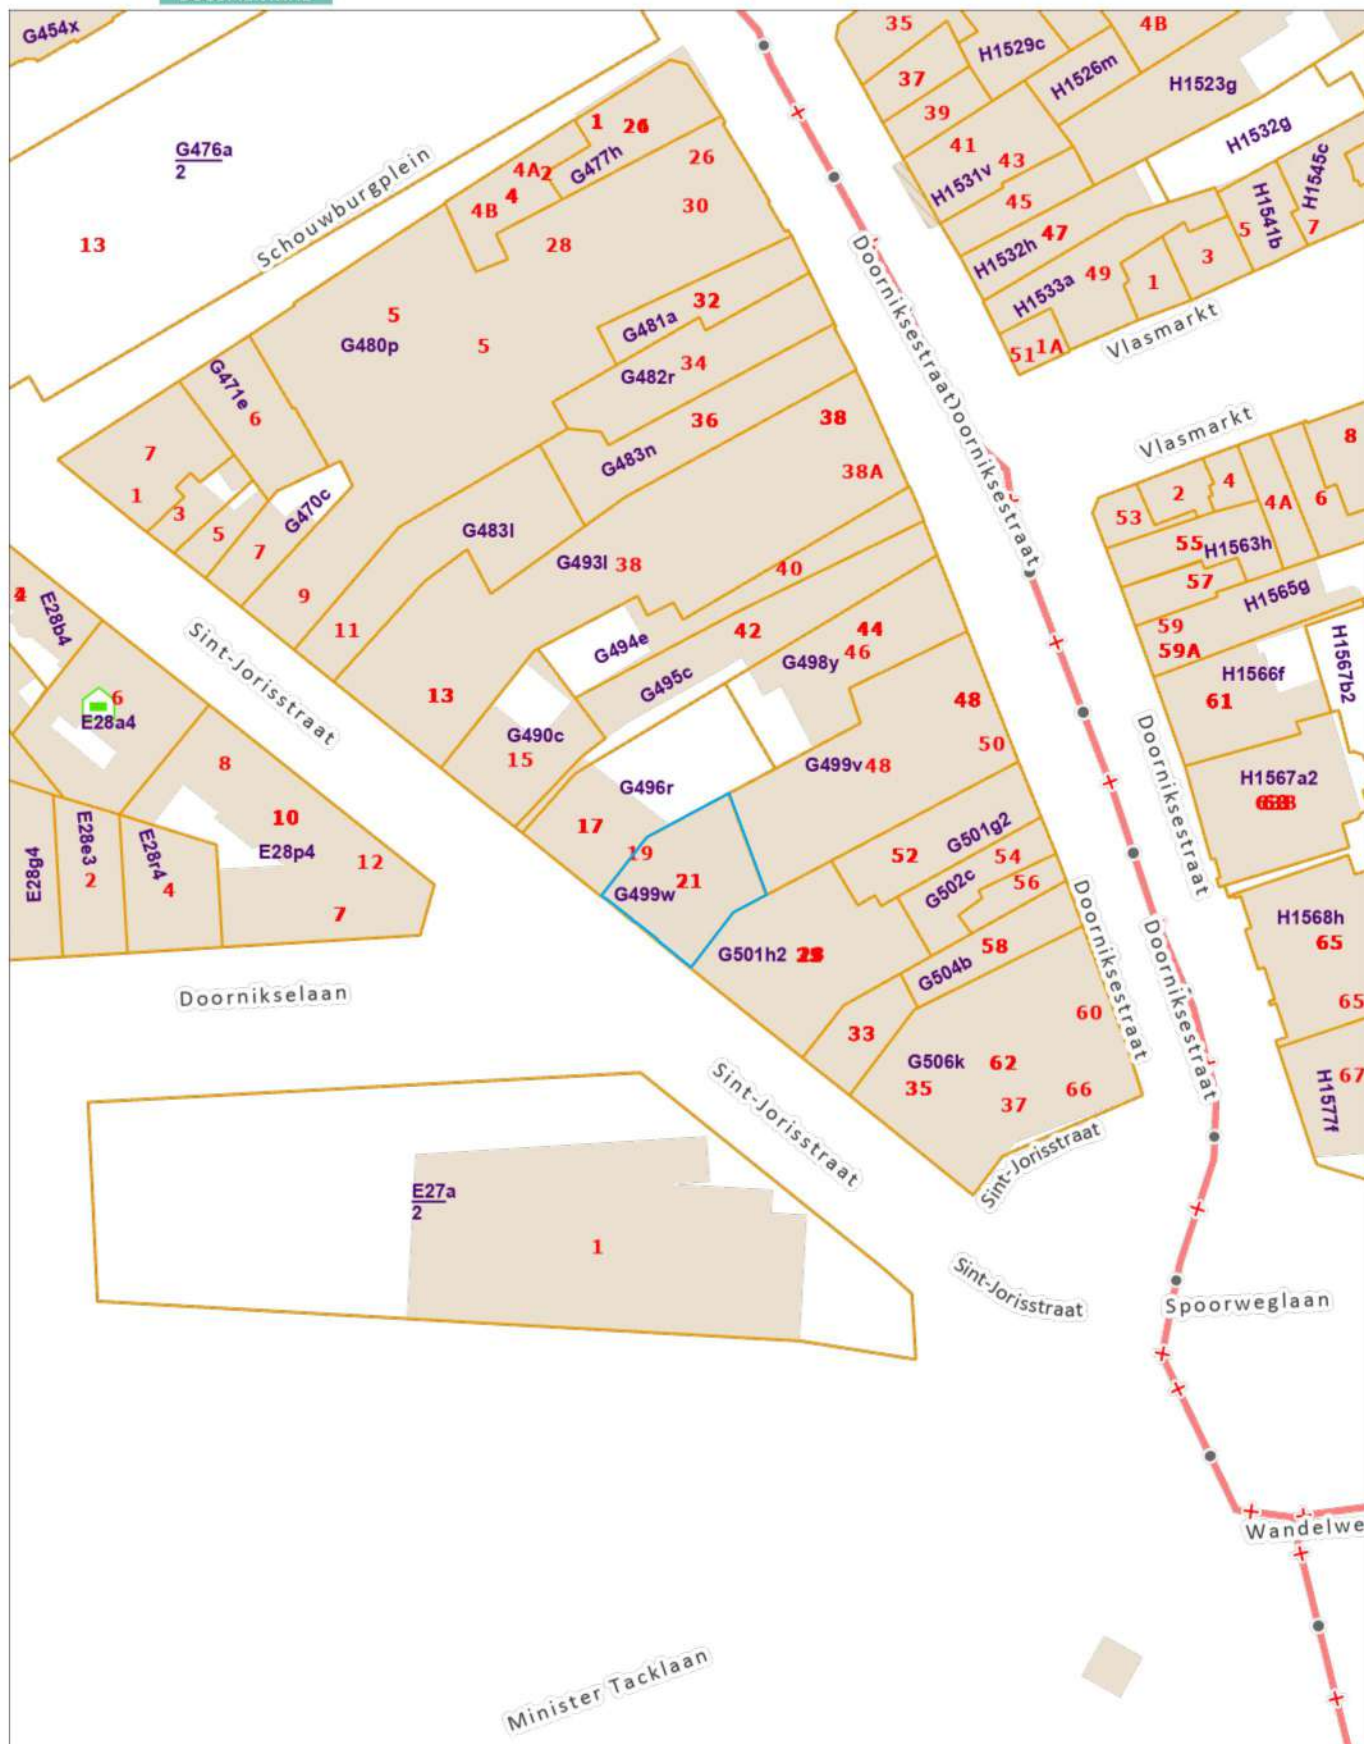 G454x
G476a
2
13
Schouwburgplein
35
37
39
41
43
45
47
49
51
1A
1
3
5
7
4B
H1529c
H1526m
H1523g
H1532g
H1531v
H1532h
H1533a
H1541b
H1545c
Vlasmarkt
1
26
4A
2
4
4B
G477h
26
30
28
5
5
G480p
32
G481a
34
G482r
36
G483n
38
38A
G471e
6
7
1
3
5
7
G470c
9
11
G483l
G493l
38
40
G494e
42
G495c
44
46
G498y
13
G490c
15
G496r
17
19
21
G499w
48
50
G499v
48
52
G501g2
54
56
G502c
58
G504b
G501h2
33
60
62
66
G506k
35
37
Doorniksestraat
Doorniksestraat
Doorniksestraat
Doorniksestraat
Doorniksestraat
Vlasmarkt
8
2
4
4A
6
53
55
H1563h
57
H1565g
59
59A
H1566f
61
H1567b2
H1567a2
H1568h
65
65
67
H1577f
4
E28b4
6
E28a4
8
10
E28p4
12
7
E28g4
E28e3
2
E28r4
4
Sint-Jorisstraat
Doornikselaan
Sint-Jorisstraat
Sint-Jorisstraat
Sint-Jorisstraat
E27a
2
1
Spoorweglaan
Wandelwe
Minister Tacklaan